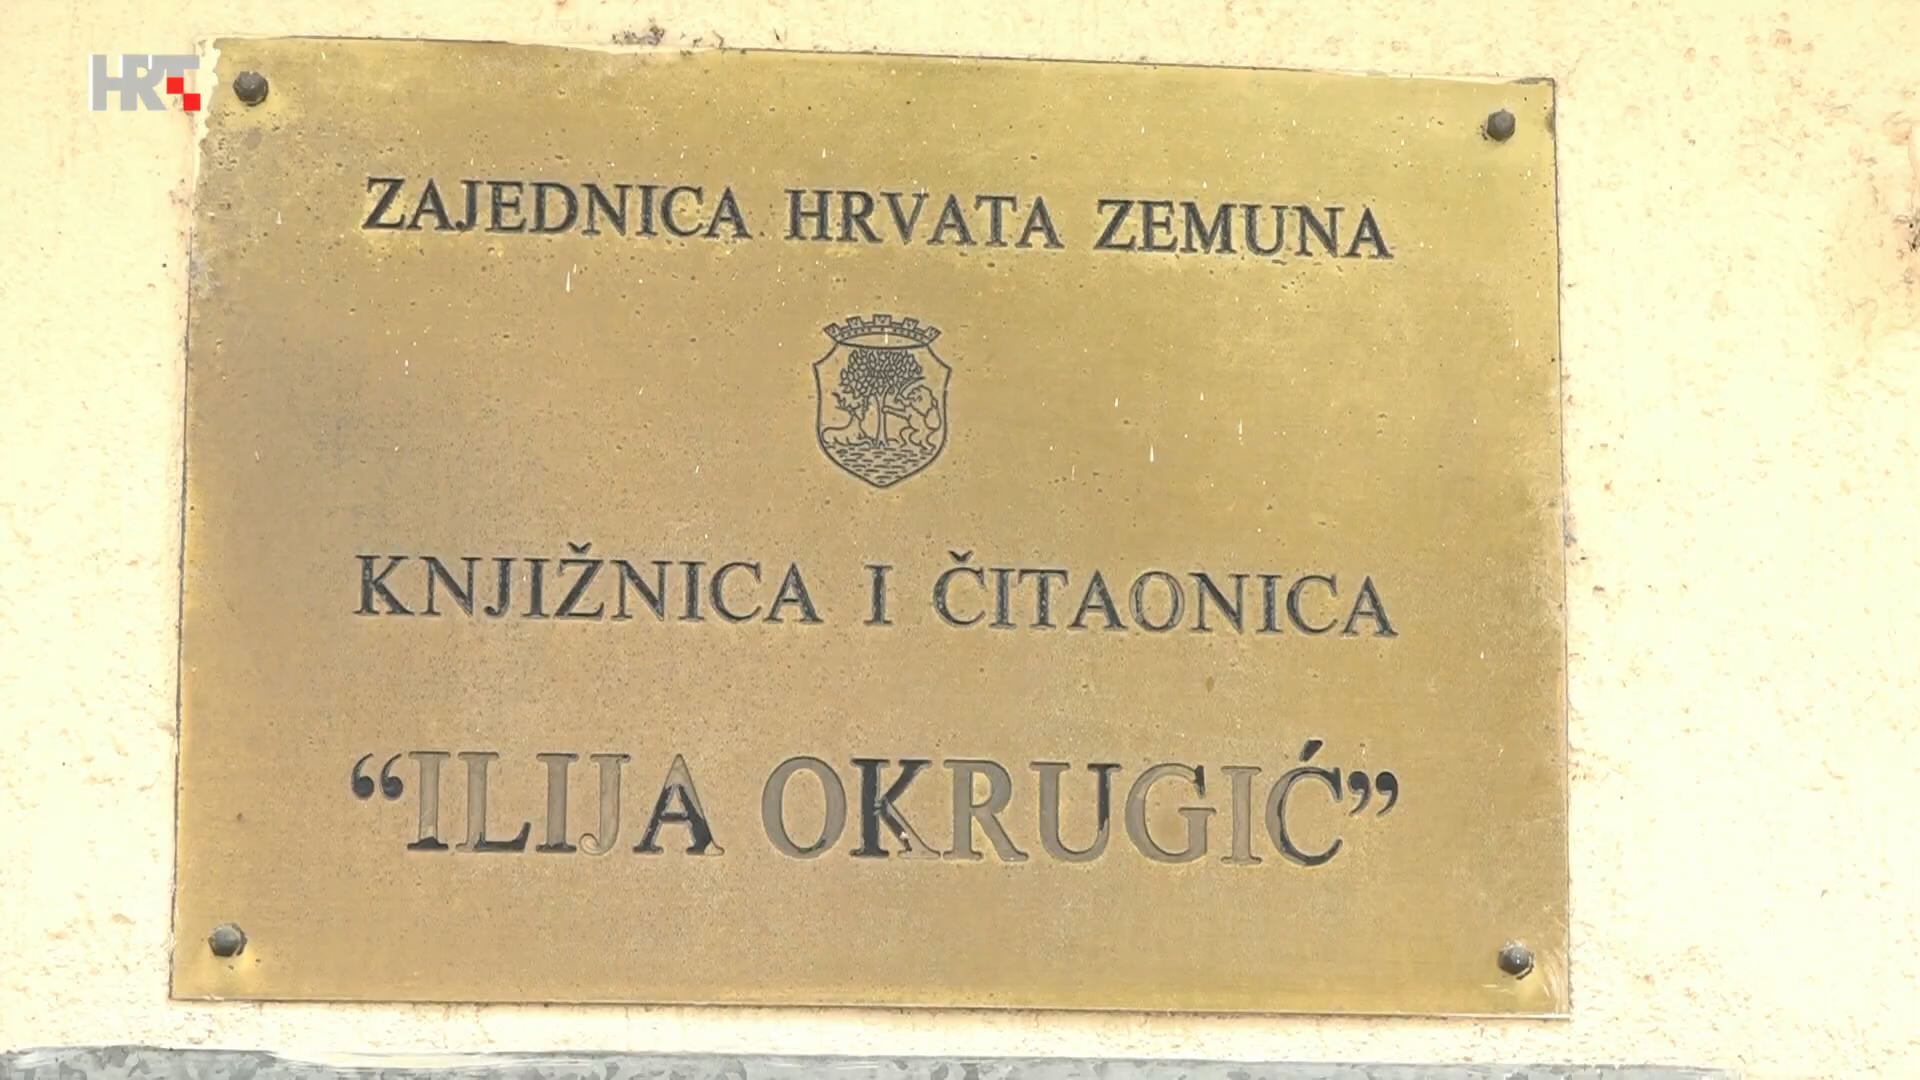 HRT
ZAJEDNICA HRVATA ZEMUNA
KNJIŽNICA I ČITAONICA
“ILIJA OKRUGIĆ”